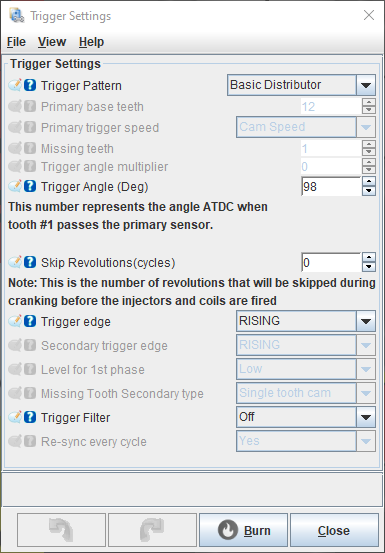 Trigger Settings
File View Help
Trigger Settings
Trigger Pattern Basic Distributor
Primary base teeth 12
Primary trigger speed Cam Speed
Missing teeth 1
Trigger angle multiplier 0
Trigger Angle (Deg) 98
This number represents the angle ATDC when
tooth #1 passes the primary sensor.
Skip Revolutions(cycles) 0
Note: This is the number of revolutions that will be skipped during
cranking before the injectors and coils are fired
Trigger edge RISING
Secondary trigger edge RISING
Level for 1st phase Low
Missing Tooth Secondary type Single tooth cam
Trigger Filter Off
Re-sync every cycle Yes
Burn Close